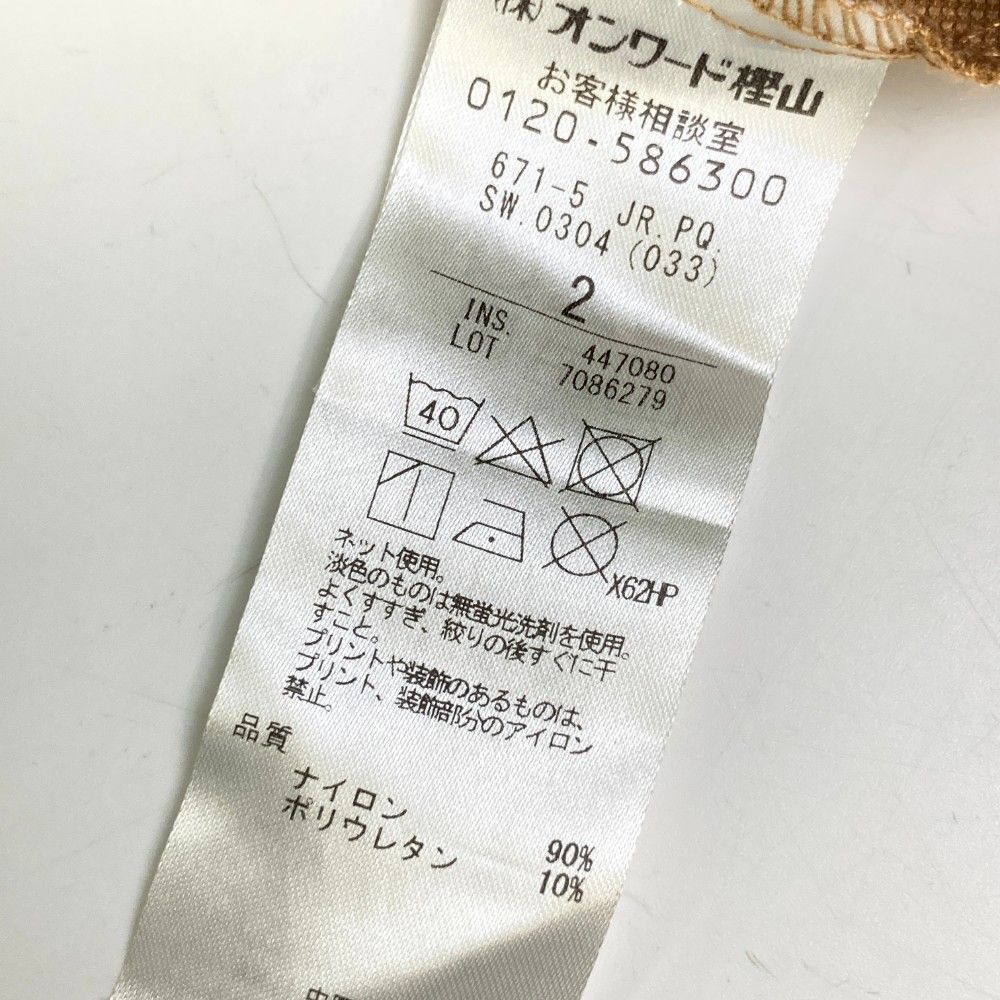 (株)オンワード樫山
お客様相談室
0120-586300
671-5 JR.PQ.
SW.0304 (033)
2
INS. 447080
LOT 7086279
40
X62HP
ネット使用。
淡色のものは無蛍光洗剤を使用。
よくすすぎ、絞りの後すぐに干
すこと。
プリントや装飾のあるものは、
プリント、装飾部分のアイロン
禁止。
品質
ナイロン 90%
ポリウレタン 10%